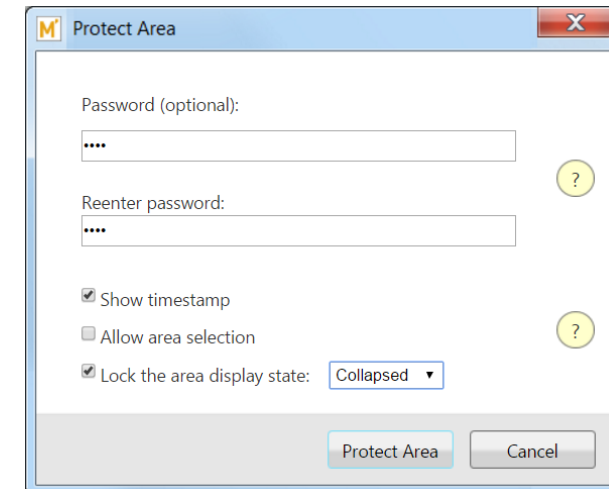 M Protect Area
Password (optional):
••••
?
Reenter password:
••••
Show timestamp
Allow area selection
?
Lock the area display state: Collapsed
Protect Area Cancel